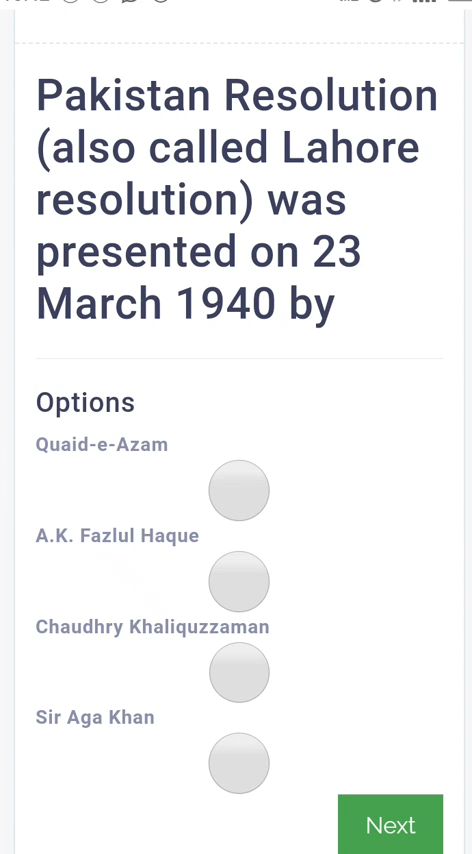 Pakistan Resolution
(also called Lahore
resolution) was
presented on 23
March 1940 by
Options
Quaid-e-Azam
A.K. Fazlul Haque
Chaudhry Khaliquzzaman
Sir Aga Khan
Next